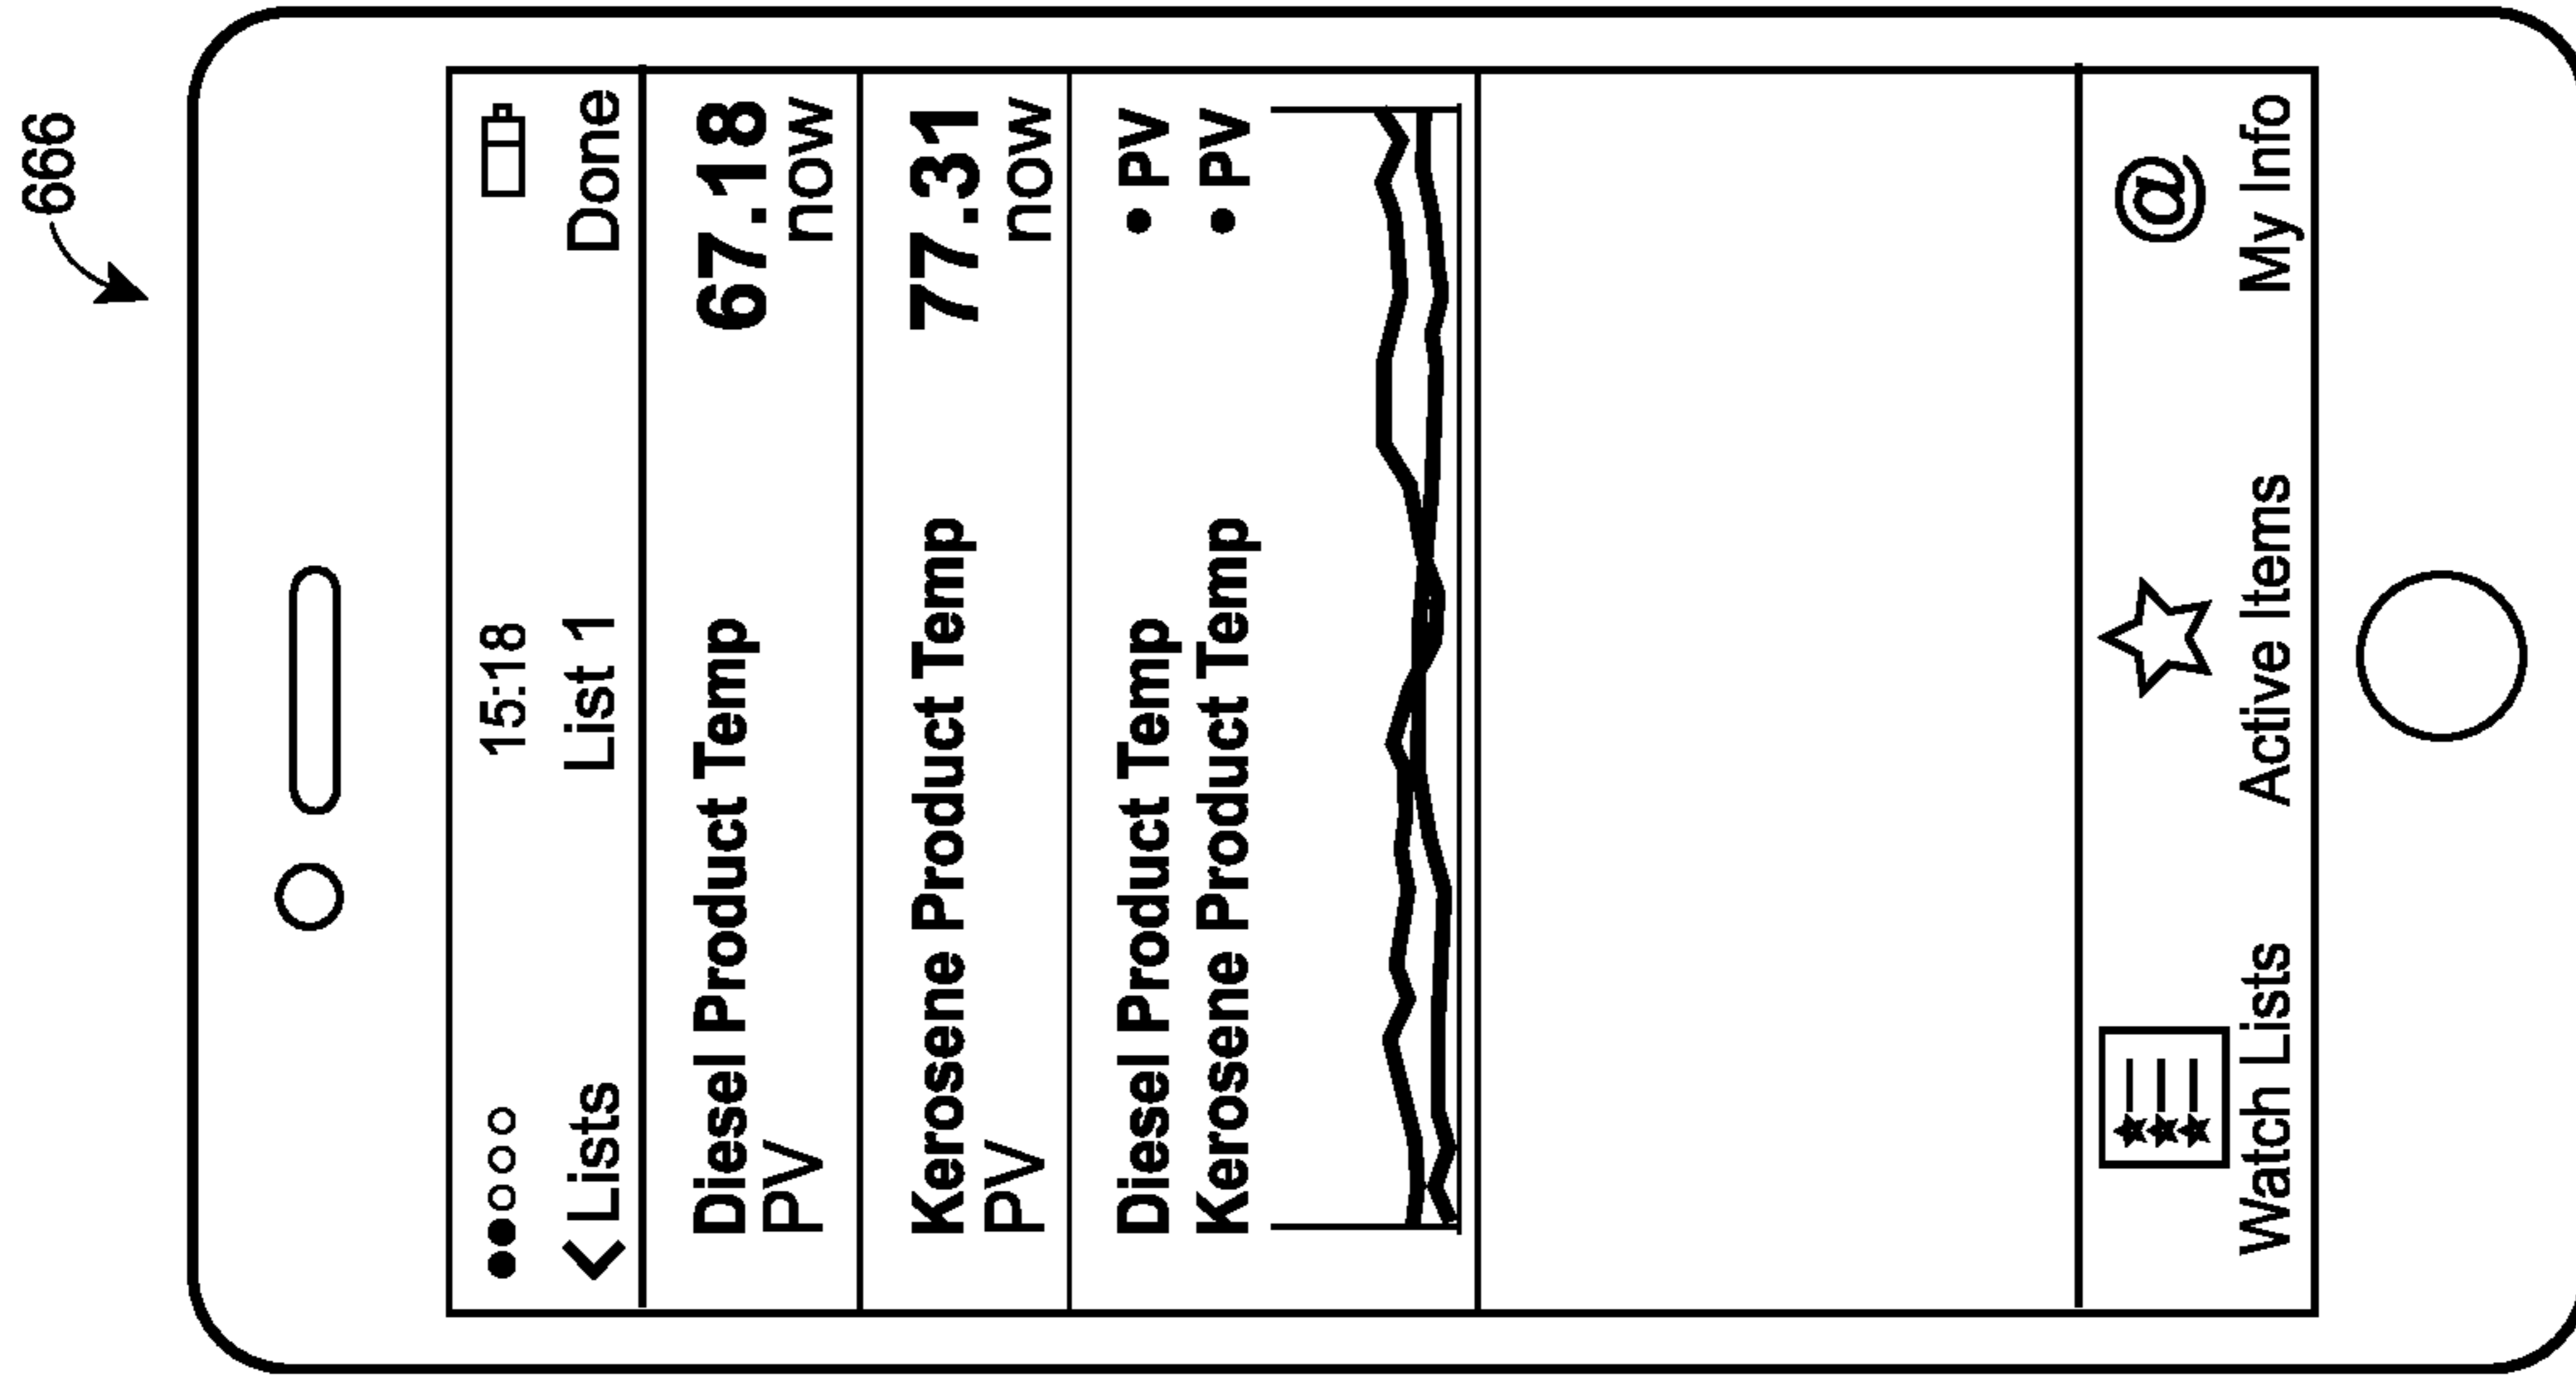 666
15:18
Lists List 1 Done
Diesel Product Temp 67.18
PV now
Kerosene Product Temp 77.31
PV now
Diesel Product Temp • PV
Kerosene Product Temp • PV
@
Watch Lists Active Items My Info